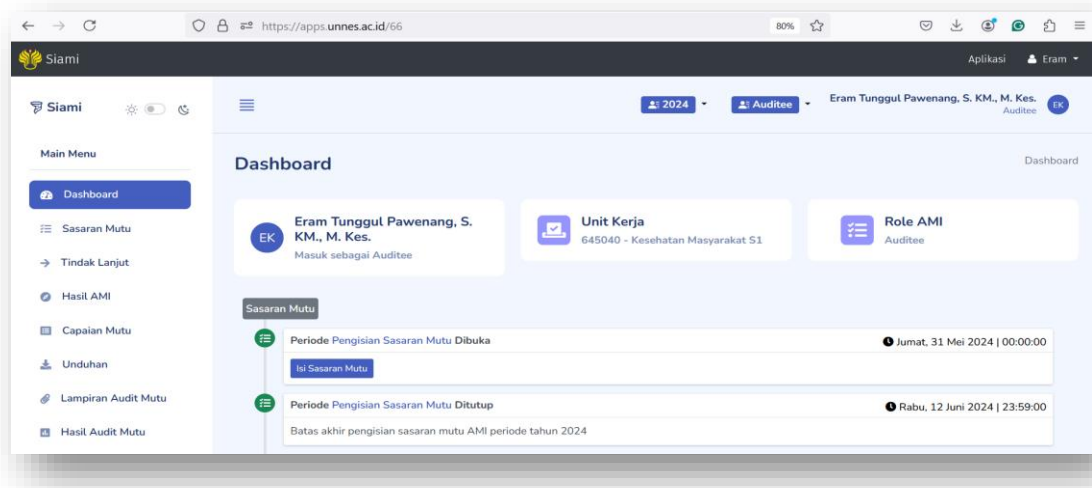 https://apps.unnes.ac.id/66
80%
Siami
Aplikasi
Eram
Siami
2024
Auditee
Eram Tunggul Pawenang, S. KM., M. Kes.
Auditee
EK
Main Menu
Dashboard
Dashboard
Dashboard
Sasaran Mutu
Tindak Lanjut
Hasil AMI
Capaian Mutu
Unduhan
Lampiran Audit Mutu
Hasil Audit Mutu
EK
Eram Tunggul Pawenang, S.
KM., M. Kes.
Masuk sebagai Auditee
Unit Kerja
645040 - Kesehatan Masyarakat S1
Role AMI
Auditee
Sasaran Mutu
Periode Pengisian Sasaran Mutu Dibuka
Jumat, 31 Mei 2024 | 00:00:00
Isi Sasaran Mutu
Periode Pengisian Sasaran Mutu Ditutup
Rabu, 12 Juni 2024 | 23:59:00
Batas akhir pengisian sasaran mutu AMI periode tahun 2024